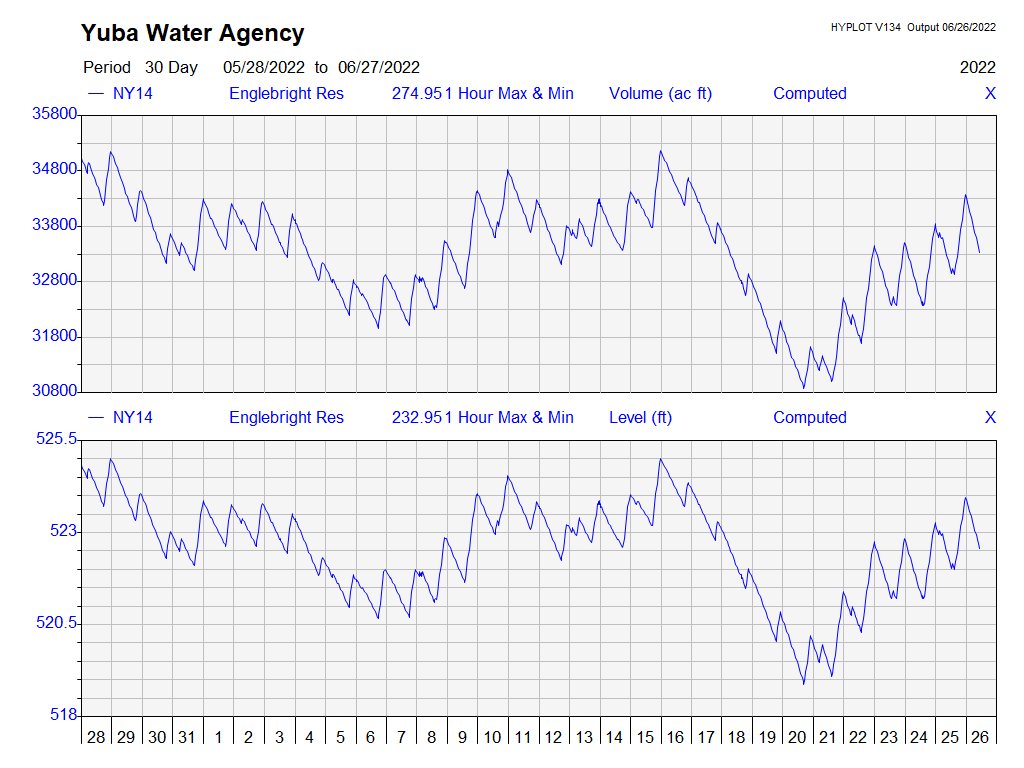 Yuba Water Agency
HYPLOT V134 Output 06/26/2022
Period 30 Day 05/28/2022 to 06/27/2022
2022
NY14 Englebright Res 274.951 Hour Max & Min Volume (ac ft) Computed X
35800
34800
33800
32800
31800
30800
NY14 Englebright Res 232.951 Hour Max & Min Level (ft) Computed X
525.5
523
520.5
518
28 29 30 31 1 2 3 4 5 6 7 8 9 10 11 12 13 14 15 16 17 18 19 20 21 22 23 24 25 26